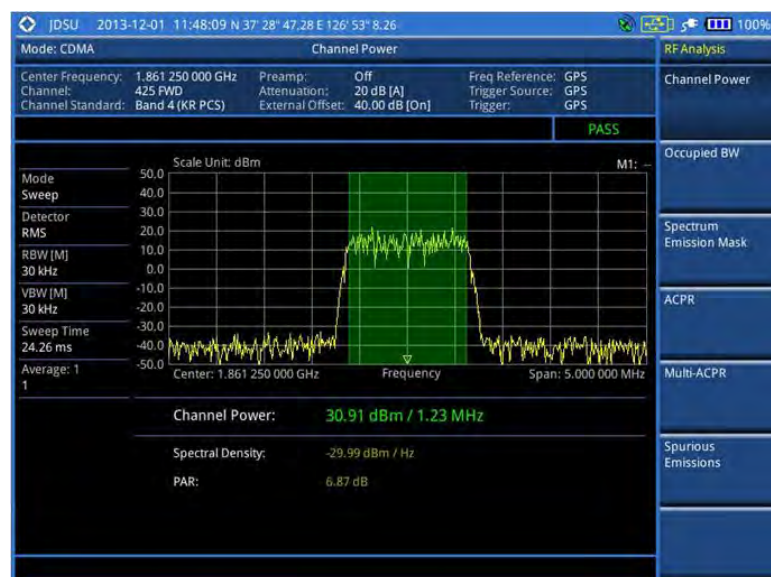 JDSU 2013-12-01 11:48:09 N 37' 28" 47,28 E 126' 53" 8.26 100%
Mode: CDMA Channel Power RF Analysis
Center Frequency: 1.861 250 000 GHz Preamp: Off Freq Reference: GPS
Channel: 425 FWD Attenuation: 20 dB [A] Trigger Source: GPS
Channel Standard: Band 4 (KR PCS) External Offset: 40.00 dB [On] Trigger: GPS
Channel Power
PASS
Scale Unit: dBm M1: --
Occupied BW
Mode
Sweep
Detector
RMS
RBW [M]
30 kHz
VBW [M]
30 kHz
Sweep Time
24.26 ms
Average: 1
1
50.0
40.0
30.0
20.0
10.0
0.0
-10.0
-20.0
-30.0
-40.0
-50.0
Center: 1.861 250 000 GHz Frequency Span: 5.000 000 MHz
Spectrum
Emission Mask
ACPR
Multi-ACPR
Channel Power: 30.91 dBm / 1.23 MHz
Spectral Density: -29.99 dBm / Hz
PAR: 6.87 dB
Spurious
Emissions